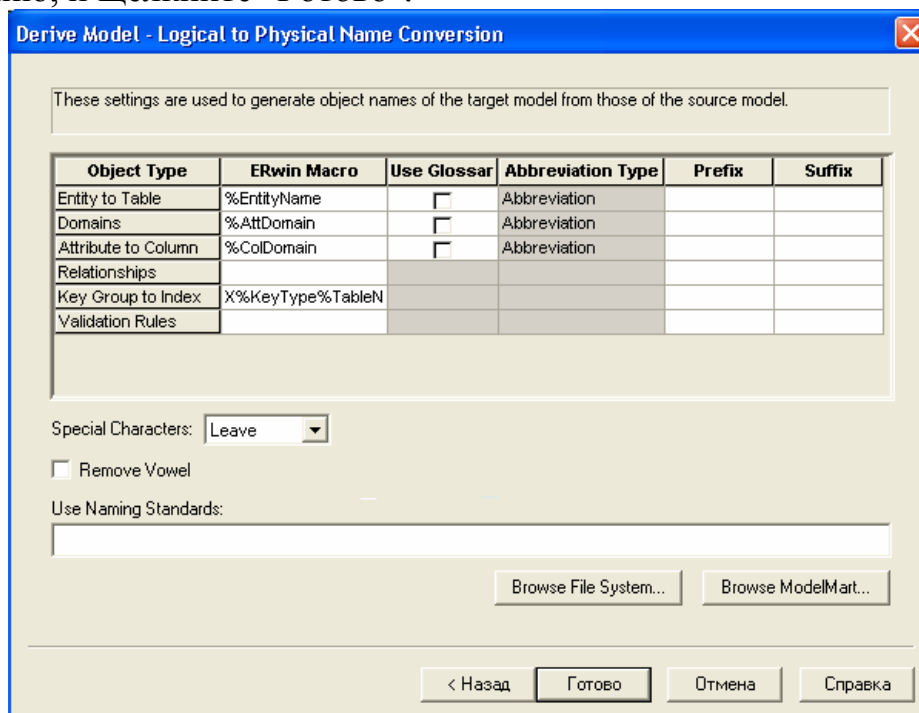 и щелкните "Готово".
Derive Model - Logical to Physical Name Conversion
These settings are used to generate object names of the target model from those of the source model.
Object Type ERwin Macro Use Glossar Abbreviation Type Prefix Suffix
Entity to Table %EntityName Abbreviation
Domains %AttDomain Abbreviation
Attribute to Column %ColDomain Abbreviation
Relationships
Key Group to Index X%KeyType%TableN
Validation Rules
Special Characters: Leave
Remove Vowel
Use Naming Standards:
Browse File System... Browse ModelMart...
< Назад Готово Отмена Справка